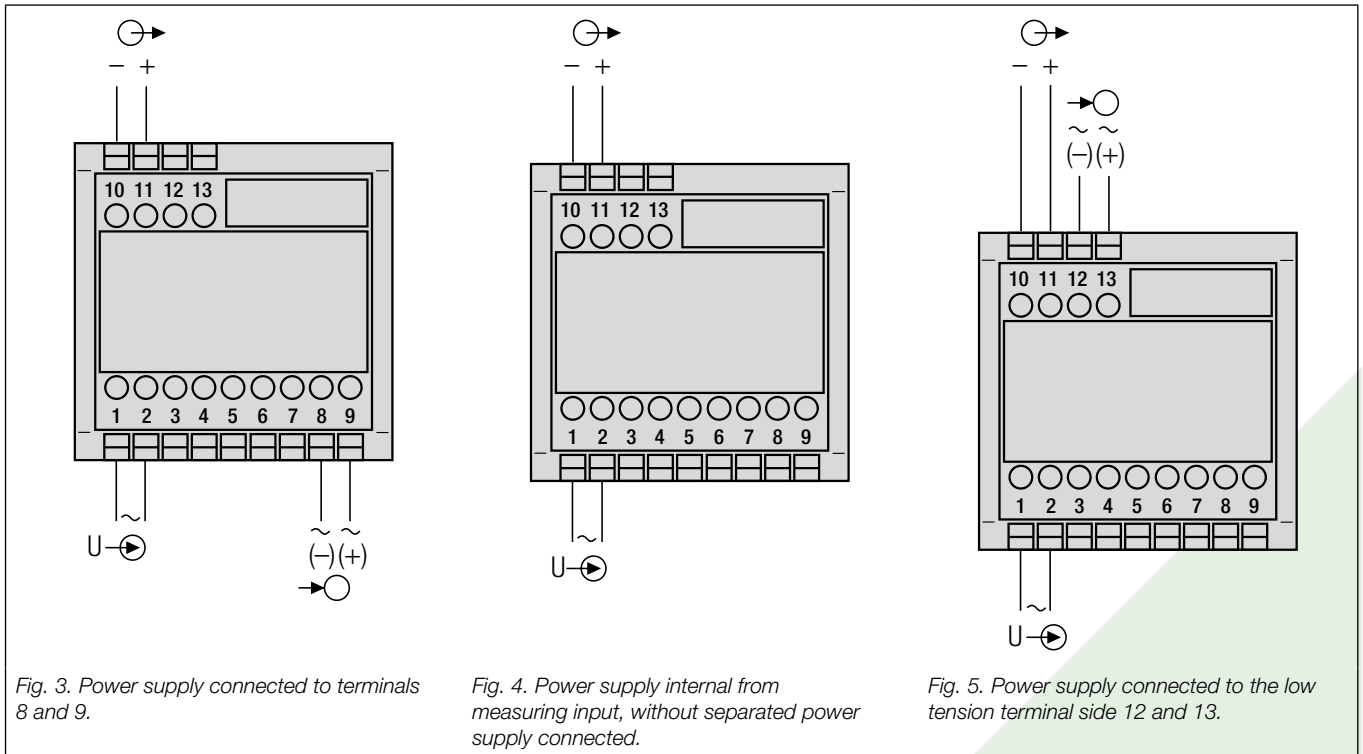 − +
10 11 12 13
1 2 3 4 5 6 7 8 9
~
U
~ ~
(−) (+)
Fig. 3. Power supply connected to terminals
8 and 9.
− +
10 11 12 13
1 2 3 4 5 6 7 8 9
~
U
Fig. 4. Power supply internal from
measuring input, without separated power
supply connected.
− +
~ ~
(−) (+)
10 11 12 13
1 2 3 4 5 6 7 8 9
~
U
Fig. 5. Power supply connected to the low
tension terminal side 12 and 13.